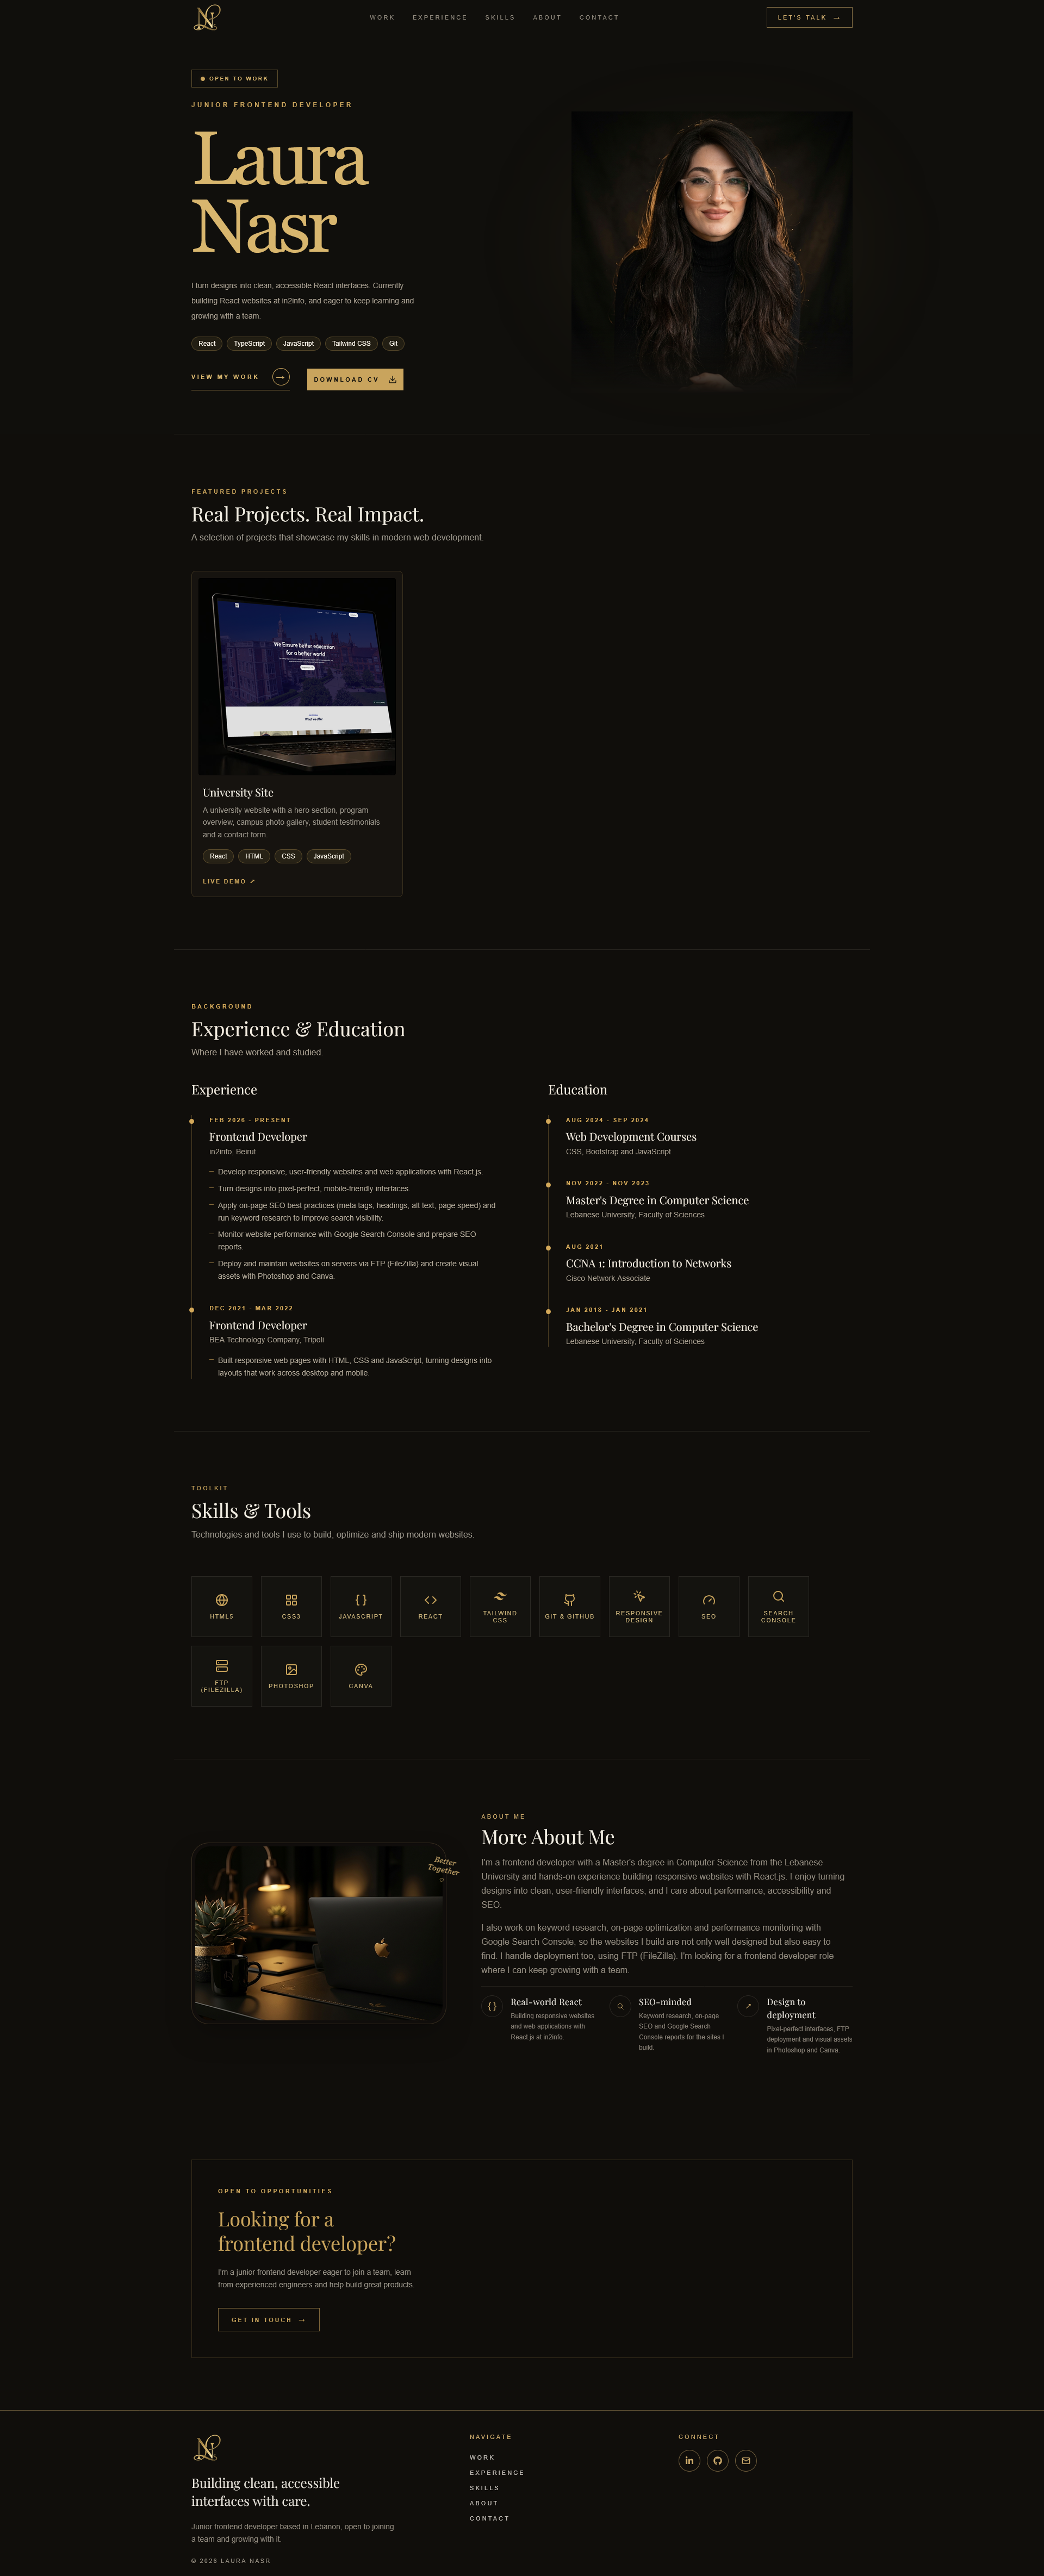 WORK EXPERIENCE SKILLS ABOUT CONTACT
LET'S TALK →
OPEN TO WORK
JUNIOR FRONTEND DEVELOPER
Laura
Nasr
I turn designs into clean, accessible React interfaces. Currently
building React websites at in2info, and eager to keep learning and
growing with a team.
React TypeScript JavaScript Tailwind CSS Git
VIEW MY WORK →
DOWNLOAD CV
FEATURED PROJECTS
Real Projects. Real Impact.
A selection of projects that showcase my skills in modern web development.
We Ensure better education
for a better world
University Site
A university website with a hero section, program
overview, campus photo gallery, student testimonials
and a contact form.
React HTML CSS JavaScript
LIVE DEMO ↗
BACKGROUND
Experience & Education
Where I have worked and studied.
Experience
FEB 2026 - PRESENT
Frontend Developer
in2info, Beirut
– Develop responsive, user-friendly websites and web applications with React.js.
– Turn designs into pixel-perfect, mobile-friendly interfaces.
– Apply on-page SEO best practices (meta tags, headings, alt text, page speed) and
run keyword research to improve search visibility.
– Monitor website performance with Google Search Console and prepare SEO
reports.
– Deploy and maintain websites on servers via FTP (FileZilla) and create visual
assets with Photoshop and Canva.
DEC 2021 - MAR 2022
Frontend Developer
BEA Technology Company, Tripoli
– Built responsive web pages with HTML, CSS and JavaScript, turning designs into
layouts that work across desktop and mobile.
Education
AUG 2024 - SEP 2024
Web Development Courses
CSS, Bootstrap and JavaScript
NOV 2022 - NOV 2023
Master's Degree in Computer Science
Lebanese University, Faculty of Sciences
AUG 2021
CCNA 1: Introduction to Networks
Cisco Network Associate
JAN 2018 - JAN 2021
Bachelor's Degree in Computer Science
Lebanese University, Faculty of Sciences
TOOLKIT
Skills & Tools
Technologies and tools I use to build, optimize and ship modern websites.
HTML5
CSS3
JAVASCRIPT
REACT
TAILWIND
CSS
GIT & GITHUB
RESPONSIVE
DESIGN
SEO
SEARCH
CONSOLE
FTP
(FILEZILLA)
PHOTOSHOP
CANVA
Better
Together
ABOUT ME
More About Me
I'm a frontend developer with a Master's degree in Computer Science from the Lebanese
University and hands-on experience building responsive websites with React.js. I enjoy turning
designs into clean, user-friendly interfaces, and I care about performance, accessibility and
SEO.
I also work on keyword research, on-page optimization and performance monitoring with
Google Search Console, so the websites I build are not only well designed but also easy to
find. I handle deployment too, using FTP (FileZilla). I'm looking for a frontend developer role
where I can keep growing with a team.
Real-world React
Building responsive websites
and web applications with
React.js at in2info.
SEO-minded
Keyword research, on-page
SEO and Google Search
Console reports for the sites I
build.
Design to
deployment
Pixel-perfect interfaces, FTP
deployment and visual assets
in Photoshop and Canva.
OPEN TO OPPORTUNITIES
Looking for a
frontend developer?
I'm a junior frontend developer eager to join a team, learn
from experienced engineers and help build great products.
GET IN TOUCH →
Building clean, accessible
interfaces with care.
Junior frontend developer based in Lebanon, open to joining
a team and growing with it.
© 2026 LAURA NASR
NAVIGATE
WORK
EXPERIENCE
SKILLS
ABOUT
CONTACT
CONNECT
in